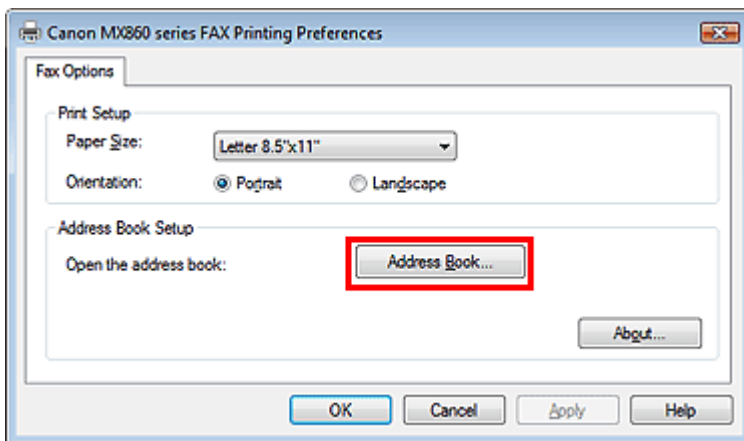 Canon MX860 series FAX Printing Preferences
Fax Options
Print Setup
Paper Size: Letter 8.5"x11"
Orientation: Portrait Landscape
Address Book Setup
Open the address book: Address Book...
About...
OK Cancel Apply Help